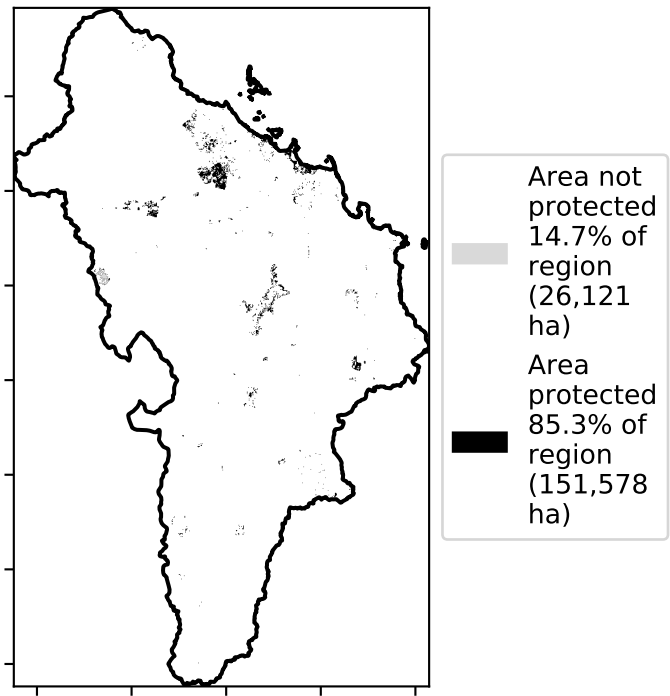 Area not
protected
14.7% of
region
(26,121
ha)
Area
protected
85.3% of
region
(151,578
ha)